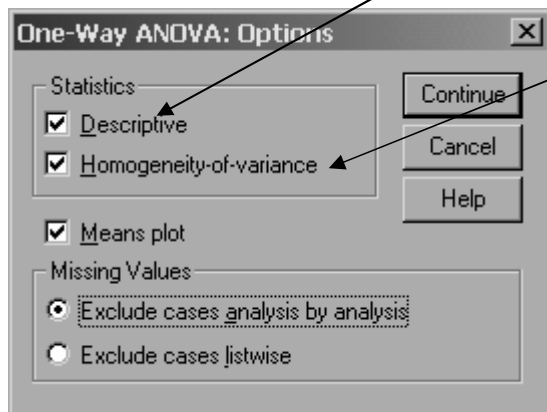 One-Way ANOVA: Options
Statistics
Descriptive
Homogeneity-of-variance
Continue
Cancel
Help
Means plot
Missing Values
Exclude cases analysis by analysis
Exclude cases listwise